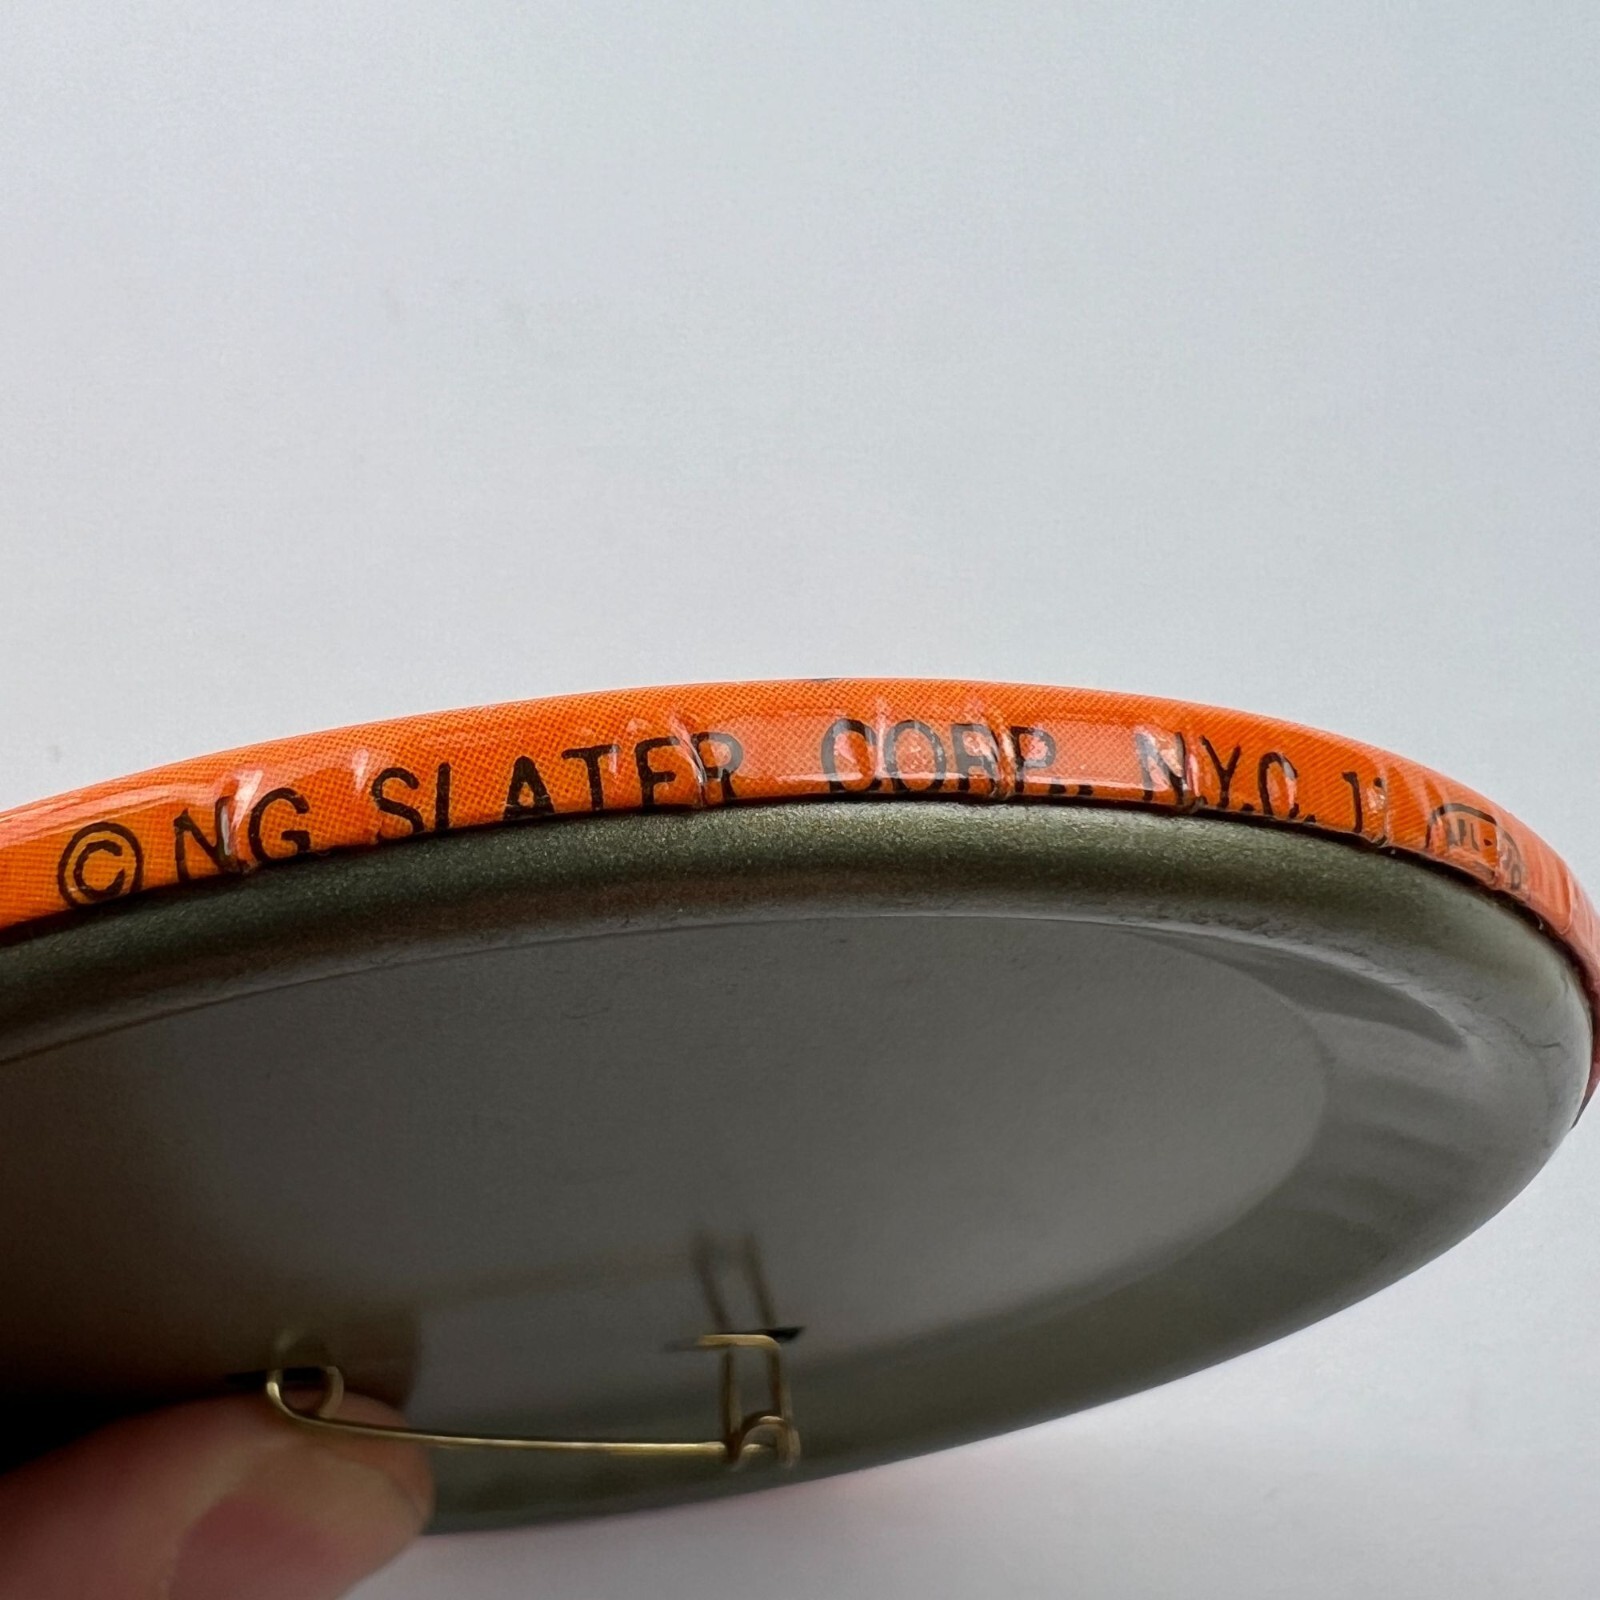 © N.G. SLATER CORP. N.Y.C. 11